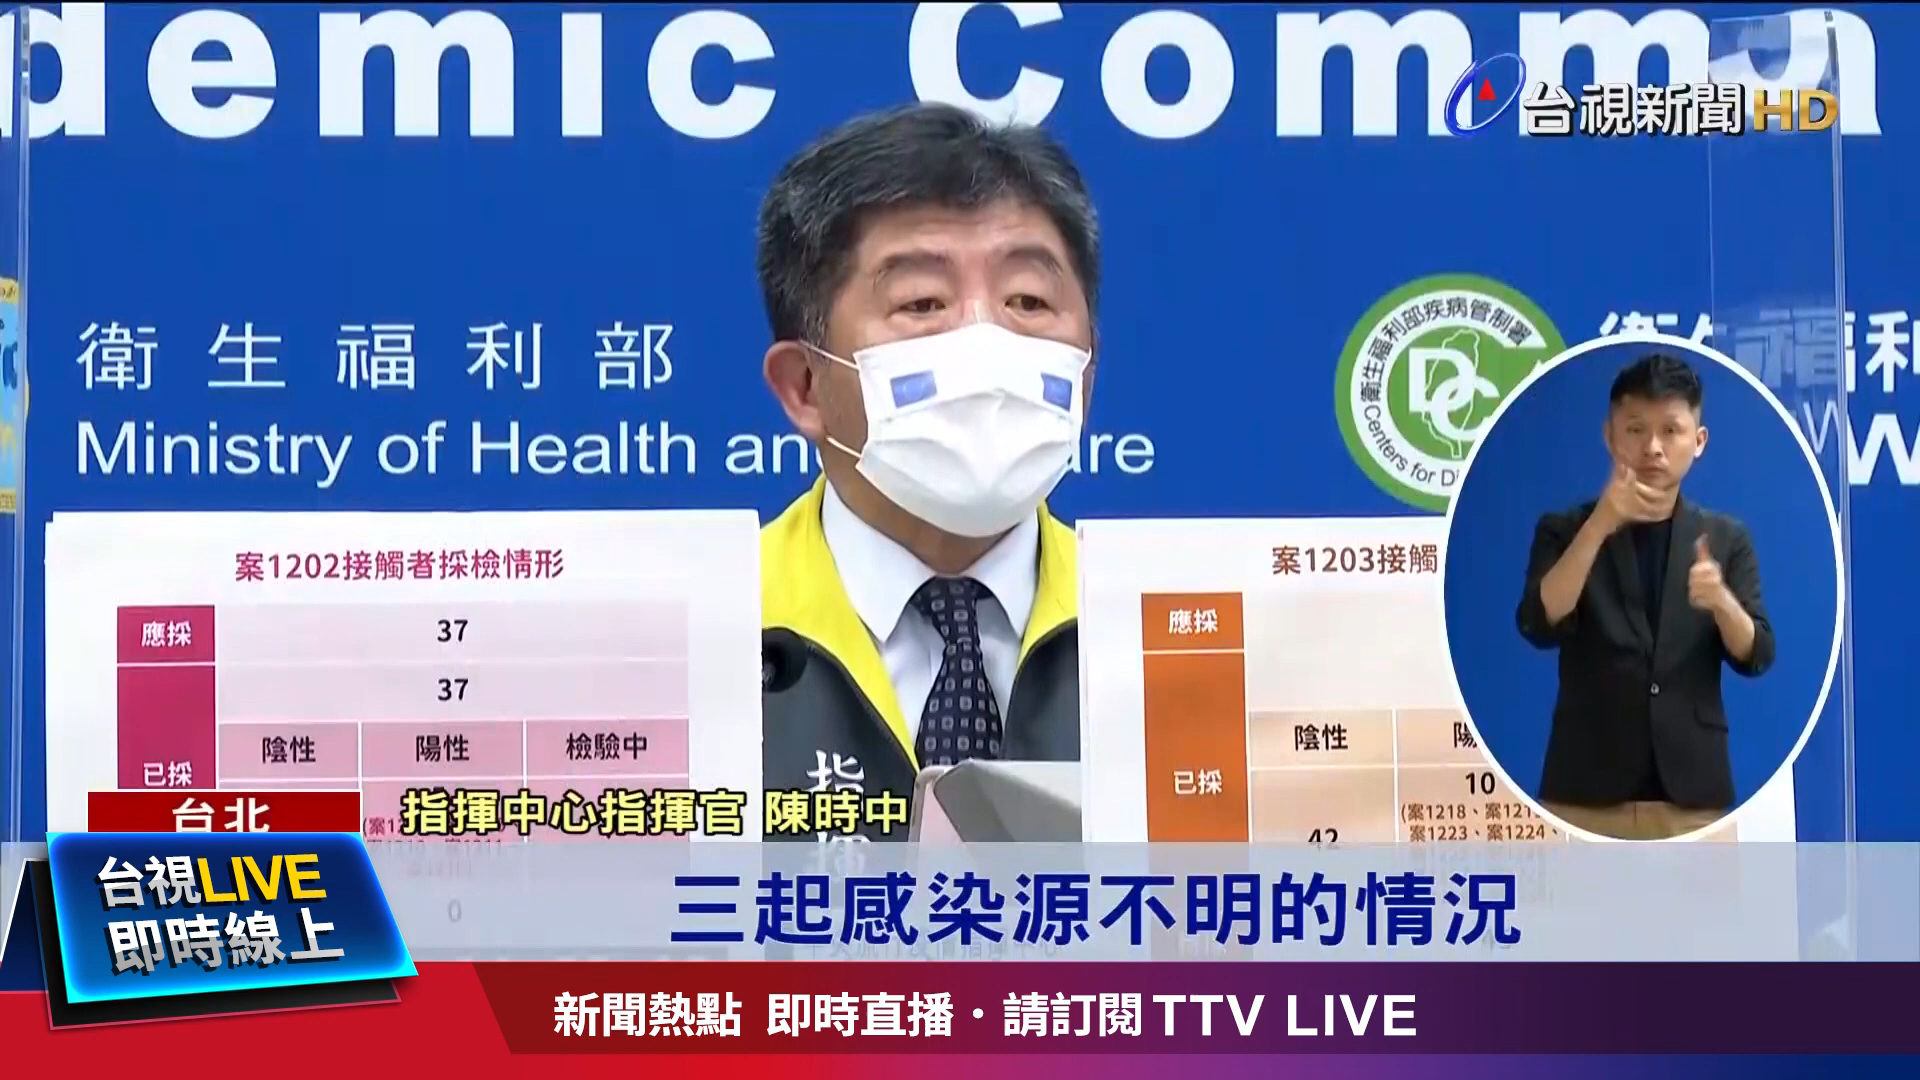 demic Comma
台視新聞HD
衛生福利部
Ministry of Health an
are
衛生福利部疾病管制署
Centers for Di
案1202接觸者採檢情形
應採
37
37
陰性
陽性
檢驗中
已採
0
案1203接觸
應採
陰性
陽
已採
10
(案1218、案121
案1223、案1224、
42
指揮
台北
指揮中心指揮官 陳時中
台視LIVE
即時線上
三起感染源不明的情況
新聞熱點 即時直播・請訂閱TTV LIVE